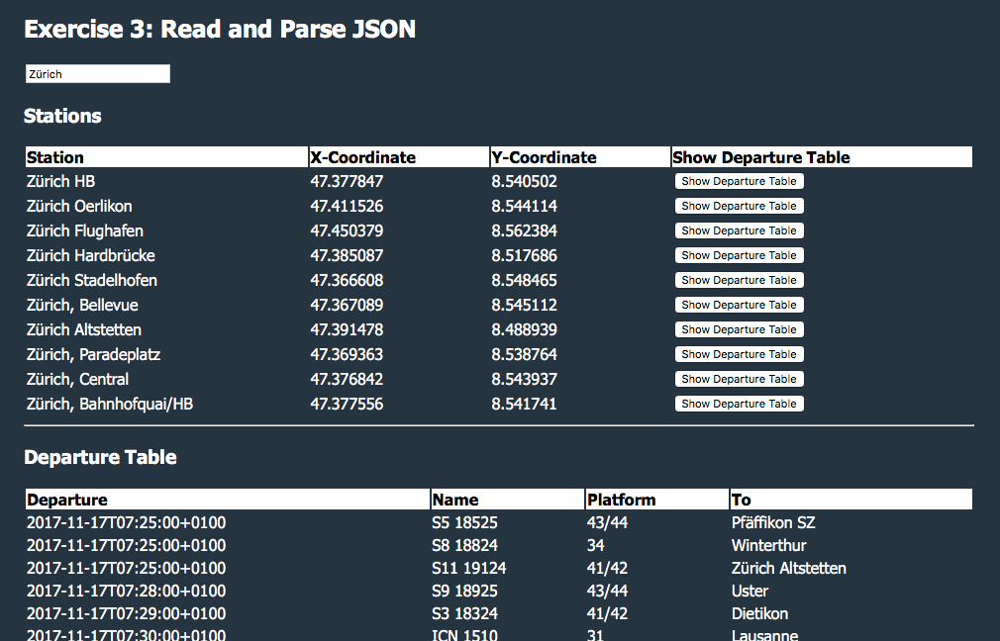 Exercise 3: Read and Parse JSON
Zürich
Stations
Station X-Coordinate Y-Coordinate Show Departure Table
Zürich HB 47.377847 8.540502 Show Departure Table
Zürich Oerlikon 47.411526 8.544114 Show Departure Table
Zürich Flughafen 47.450379 8.562384 Show Departure Table
Zürich Hardbrücke 47.385087 8.517686 Show Departure Table
Zürich Stadelhofen 47.366608 8.548465 Show Departure Table
Zürich, Bellevue 47.367089 8.545112 Show Departure Table
Zürich Altstetten 47.391478 8.488939 Show Departure Table
Zürich, Paradeplatz 47.369363 8.538764 Show Departure Table
Zürich, Central 47.376842 8.543937 Show Departure Table
Zürich, Bahnhofquai/HB 47.377556 8.541741 Show Departure Table
Departure Table
Departure Name Platform To
2017-11-17T07:25:00+0100 S5 18525 43/44 Pfäffikon SZ
2017-11-17T07:25:00+0100 S8 18824 34 Winterthur
2017-11-17T07:25:00+0100 S11 19124 41/42 Zürich Altstetten
2017-11-17T07:28:00+0100 S9 18925 43/44 Uster
2017-11-17T07:29:00+0100 S3 18324 41/42 Dietikon
2017-11-17T07:30:00+0100 ICN 1510 31 Lausanne